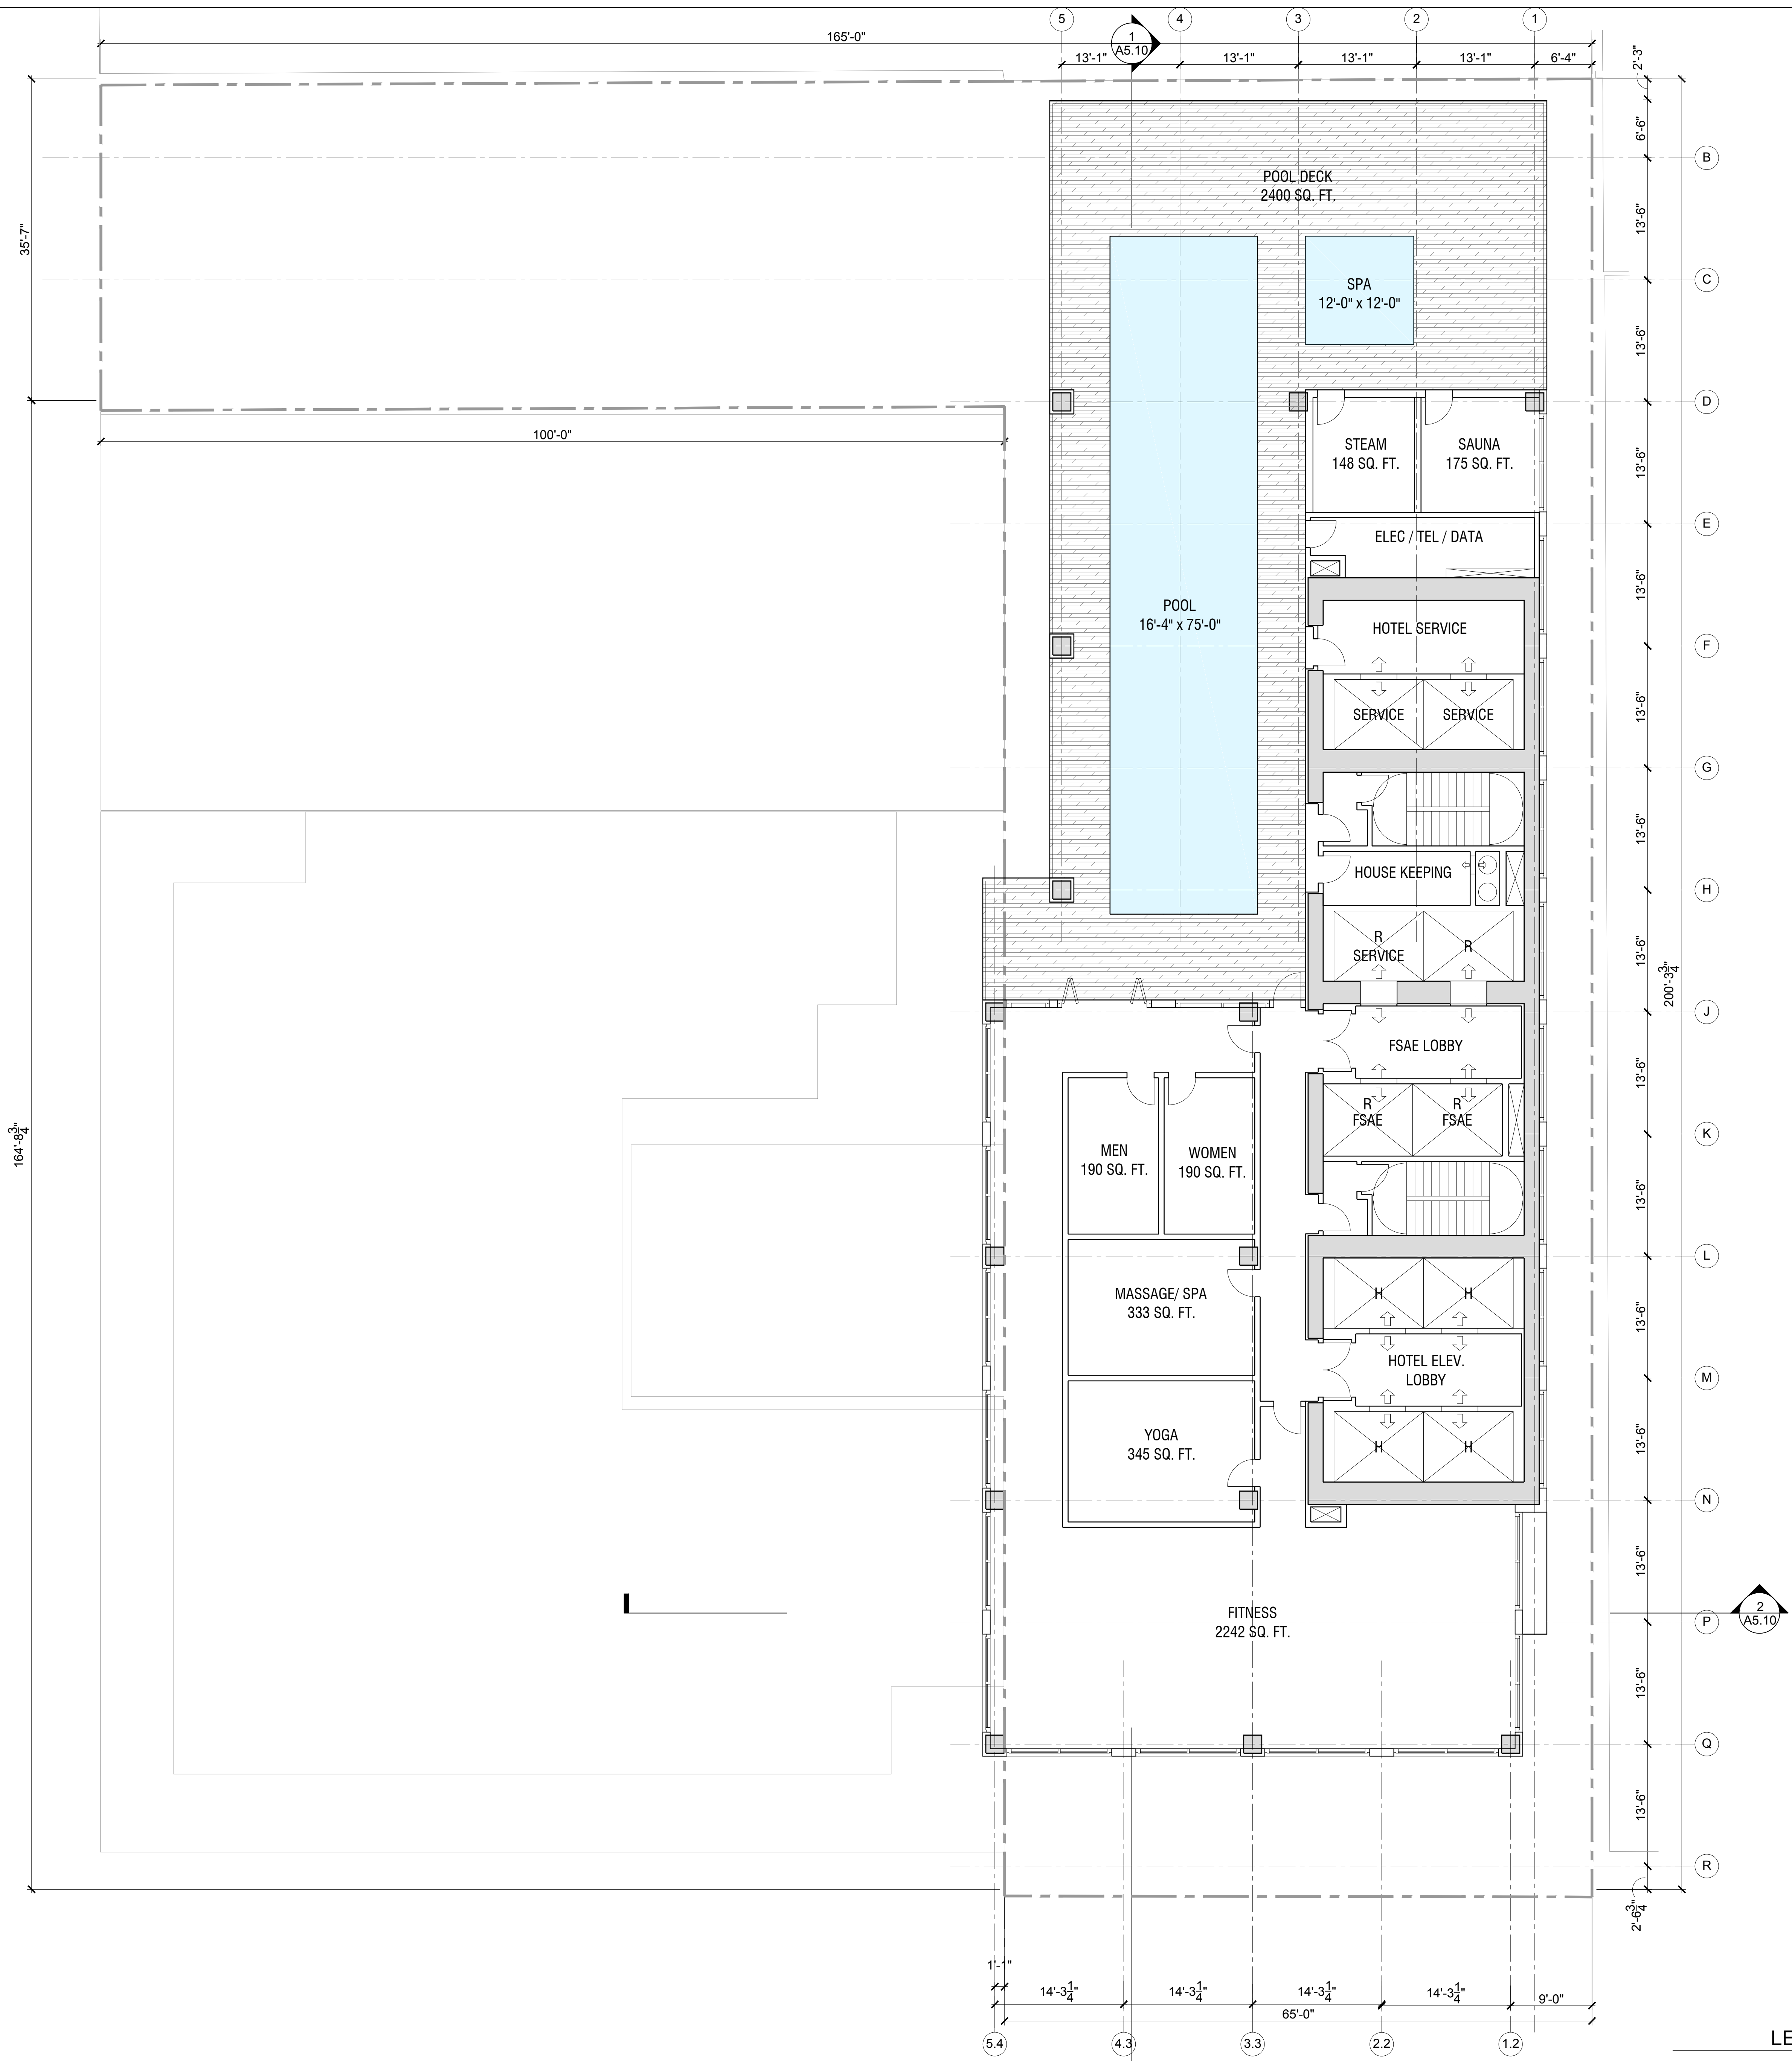 5 4 3 2 1
1
A5.10
165'-0"
13'-1" 13'-1" 13'-1" 13'-1" 6'-4"
2'-3"
6'-6"
B
POOL DECK
2400 SQ. FT.
13'-6"
35'-7"
C
SPA
12'-0" x 12'-0"
13'-6"
D
100'-0"
STEAM
148 SQ. FT.
SAUNA
175 SQ. FT.
13'-6"
E
ELEC / TEL / DATA
13'-6"
POOL
16'-4" x 75'-0"
HOTEL SERVICE
F
SERVICE SERVICE
13'-6"
G
13'-6"
HOUSE KEEPING
H
R
SERVICE
R
13'-6"
200'-3 3/4"
J
FSAE LOBBY
13'-6"
R
FSAE
R
FSAE
K
164'-8 3/4"
MEN
190 SQ. FT.
WOMEN
190 SQ. FT.
13'-6"
L
MASSAGE/ SPA
333 SQ. FT.
H H
13'-6"
HOTEL ELEV.
LOBBY
M
YOGA
345 SQ. FT.
H H
13'-6"
N
13'-6"
FITNESS
2242 SQ. FT.
P
2
A5.10
13'-6"
Q
13'-6"
R
2'-6 3/4"
1'-1"
14'-3 1/4" 14'-3 1/4" 14'-3 1/4" 14'-3 1/4" 9'-0"
65'-0"
5.4 4.3 3.3 2.2 1.2
LE